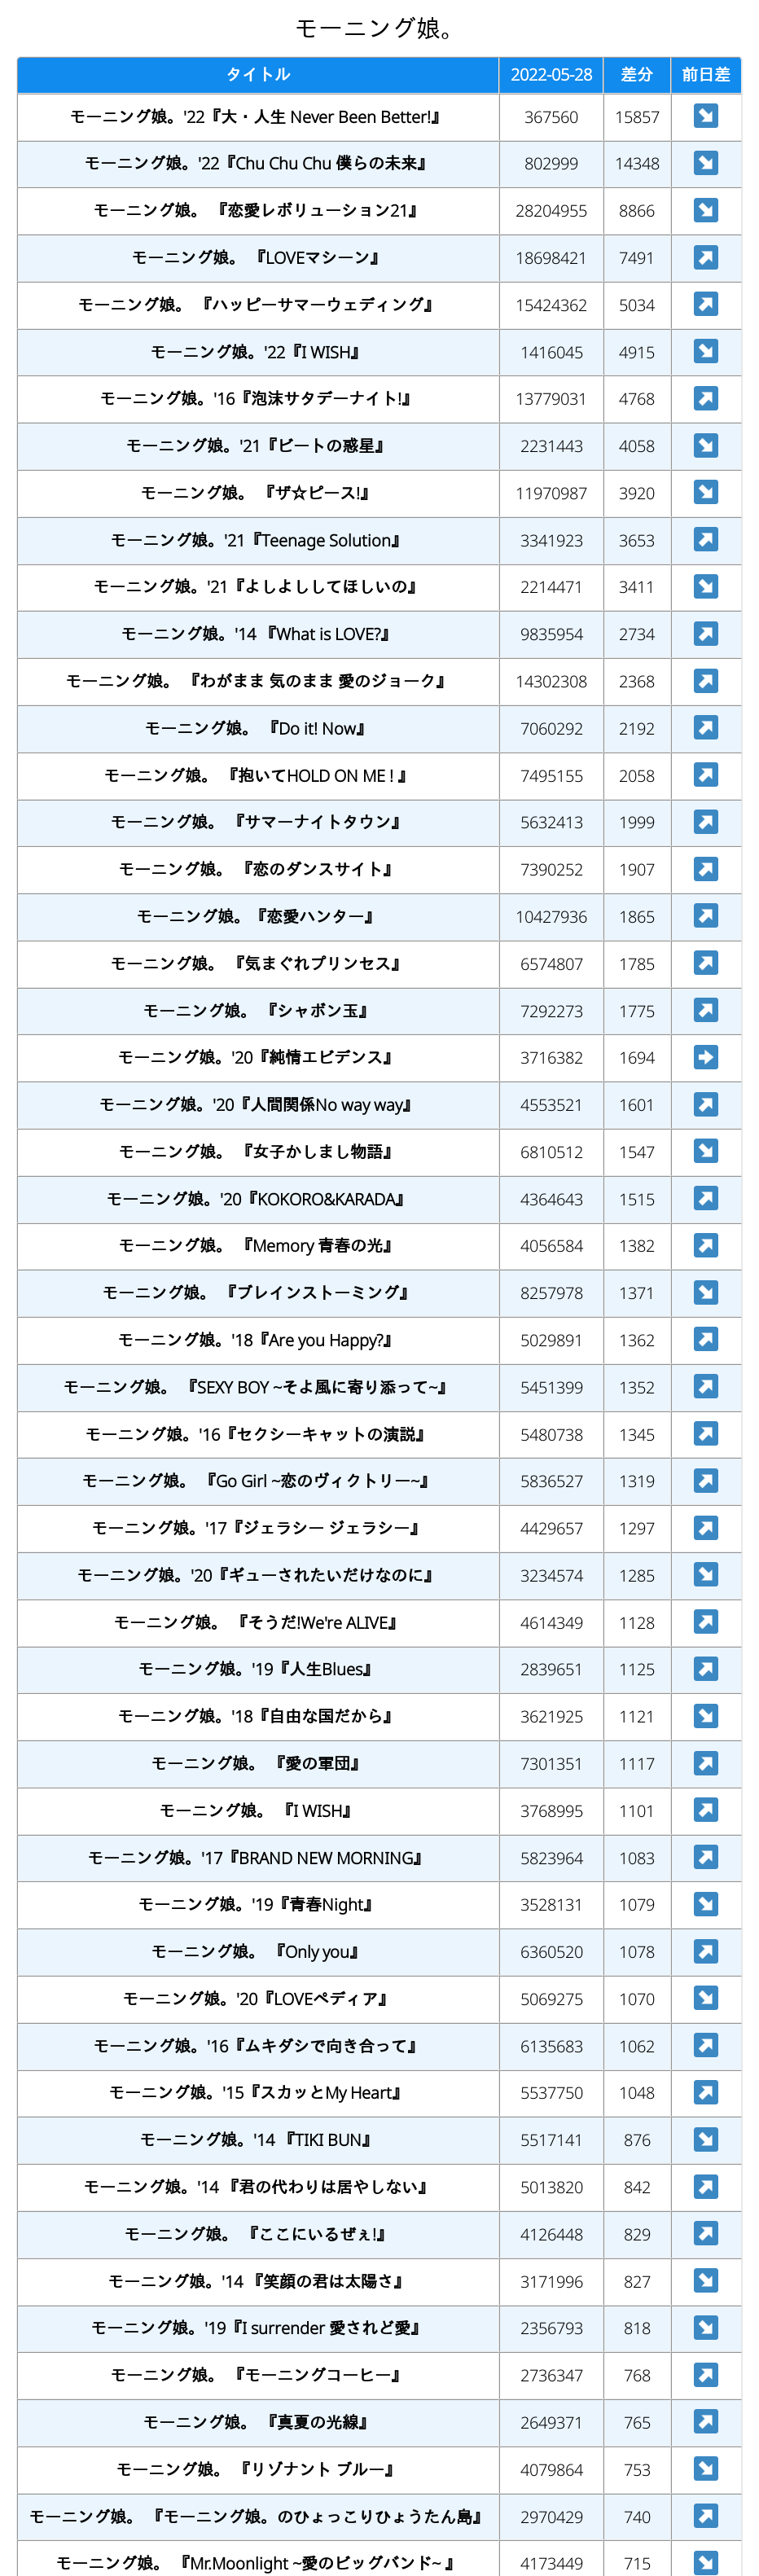 モーニング娘。
タイトル 2022-05-28 差分 前日差
モーニング娘。'22『大・人生 Never Been Better!』 367560 15857 ↘
モーニング娘。'22『Chu Chu Chu 僕らの未来』 802999 14348 ↘
モーニング娘。 『恋愛レボリューション21』 28204955 8866 ↘
モーニング娘。 『LOVEマシーン』 18698421 7491 ↗
モーニング娘。 『ハッピーサマーウェディング』 15424362 5034 ↗
モーニング娘。'22『I WISH』 1416045 4915 ↘
モーニング娘。'16『泡沫サタデーナイト!』 13779031 4768 ↗
モーニング娘。'21『ビートの惑星』 2231443 4058 ↘
モーニング娘。 『ザ☆ピース!』 11970987 3920 ↘
モーニング娘。'21『Teenage Solution』 3341923 3653 ↗
モーニング娘。'21『よしよししてほしいの』 2214471 3411 ↘
モーニング娘。'14 『What is LOVE?』 9835954 2734 ↗
モーニング娘。 『わがまま 気のまま 愛のジョーク』 14302308 2368 ↗
モーニング娘。 『Do it! Now』 7060292 2192 ↗
モーニング娘。 『抱いてHOLD ON ME ! 』 7495155 2058 ↗
モーニング娘。 『サマーナイトタウン』 5632413 1999 ↗
モーニング娘。 『恋のダンスサイト』 7390252 1907 ↗
モーニング娘。『恋愛ハンター』 10427936 1865 ↗
モーニング娘。 『気まぐれプリンセス』 6574807 1785 ↗
モーニング娘。 『シャボン玉』 7292273 1775 ↗
モーニング娘。'20『純情エビデンス』 3716382 1694 ➡
モーニング娘。'20『人間関係No way way』 4553521 1601 ↗
モーニング娘。 『女子かしまし物語』 6810512 1547 ↘
モーニング娘。'20『KOKORO&KARADA』 4364643 1515 ↗
モーニング娘。 『Memory 青春の光』 4056584 1382 ↗
モーニング娘。 『ブレインストーミング』 8257978 1371 ↘
モーニング娘。'18『Are you Happy?』 5029891 1362 ↗
モーニング娘。 『SEXY BOY ~そよ風に寄り添って~』 5451399 1352 ↗
モーニング娘。'16『セクシーキャットの演説』 5480738 1345 ↗
モーニング娘。 『Go Girl ~恋のヴィクトリー~』 5836527 1319 ↗
モーニング娘。'17『ジェラシー ジェラシー』 4429657 1297 ↗
モーニング娘。'20『ギューされたいだけなのに』 3234574 1285 ↘
モーニング娘。 『そうだ!We're ALIVE』 4614349 1128 ↗
モーニング娘。'19『人生Blues』 2839651 1125 ↗
モーニング娘。'18『自由な国だから』 3621925 1121 ↘
モーニング娘。 『愛の軍団』 7301351 1117 ↗
モーニング娘。 『I WISH』 3768995 1101 ↗
モーニング娘。'17『BRAND NEW MORNING』 5823964 1083 ↗
モーニング娘。'19『青春Night』 3528131 1079 ↘
モーニング娘。 『Only you』 6360520 1078 ↗
モーニング娘。'20『LOVEペディア』 5069275 1070 ↘
モーニング娘。'16『ムキダシで向き合って』 6135683 1062 ↗
モーニング娘。'15『スカッとMy Heart』 5537750 1048 ↗
モーニング娘。'14 『TIKI BUN』 5517141 876 ↘
モーニング娘。'14 『君の代わりは居やしない』 5013820 842 ↗
モーニング娘。 『ここにいるぜぇ!』 4126448 829 ↗
モーニング娘。'14 『笑顔の君は太陽さ』 3171996 827 ↘
モーニング娘。'19『I surrender 愛されど愛』 2356793 818 ↘
モーニング娘。 『モーニングコーヒー』 2736347 768 ↗
モーニング娘。 『真夏の光線』 2649371 765 ↗
モーニング娘。 『リゾナント ブルー』 4079864 753 ↘
モーニング娘。 『モーニング娘。のひょっこりひょうたん島』 2970429 740 ↗
モーニング娘。 『Mr.Moonlight ~愛のビッグバンド~ 』 4173449 715 ↘